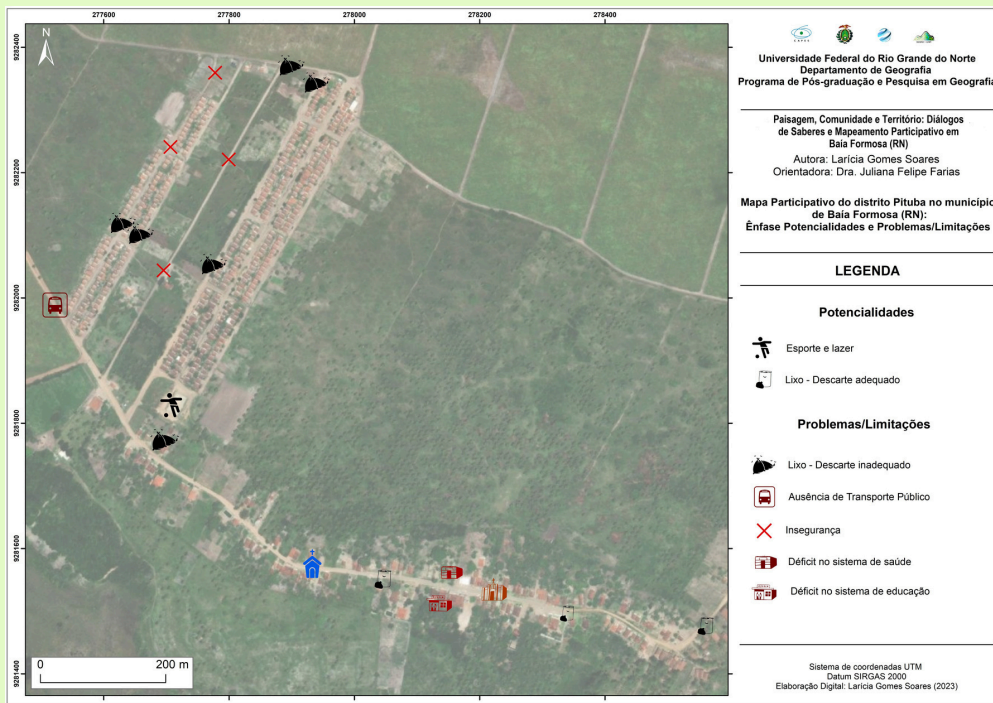 277600 277800 278000 278200 278400
9282400
9282200
9282000
9281800
9281600
9281400
N
0 200 m
CAPES
Universidade Federal do Rio Grande do Norte
Departamento de Geografia
Programa de Pós-graduação e Pesquisa em Geografia
Paisagem, Comunidade e Território: Diálogos
de Saberes e Mapeamento Participativo em
Baía Formosa (RN)
Autora: Larícia Gomes Soares
Orientadora: Dra. Juliana Felipe Farias
Mapa Participativo do distrito Pituba no município
de Baía Formosa (RN):
Ênfase Potencialidades e Problemas/Limitações
LEGENDA
Potencialidades
Esporte e lazer
Lixo - Descarte adequado
Problemas/Limitações
Lixo - Descarte inadequado
Ausência de Transporte Público
Insegurança
Déficit no sistema de saúde
Déficit no sistema de educação
Sistema de coordenadas UTM
Datum SIRGAS 2000
Elaboração Digital: Larícia Gomes Soares (2023)